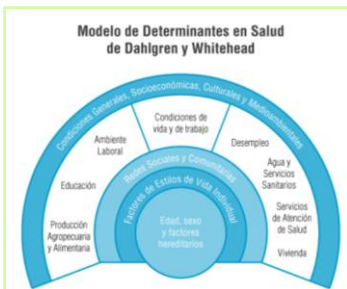 Modelo de Determinantes en Salud
de Dahlgren y Whitehead
Condiciones Generales, Socioeconómicas, Culturales y Medioambientales
Condiciones de
vida y de trabajo
Ambiente
Laboral
Desempleo
Educación
Agua y
Servicios
Sanitarios
Producción
Agropecuaria
y Alimentaria
Servicios
de Atención
de Salud
Vivienda
Redes Sociales y Comunitarias
Factores de Estilos de Vida Individual
Edad, sexo
y factores
hereditarios